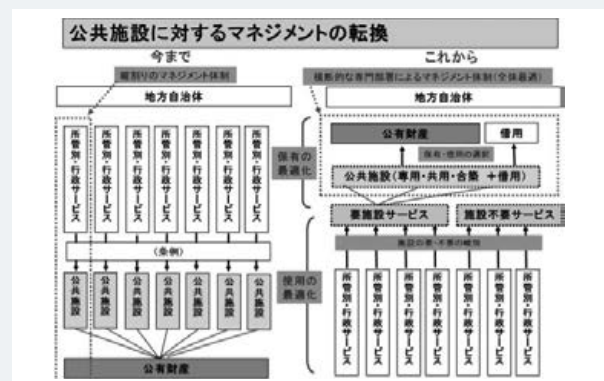 公共施設に対するマネジメントの転換
今まで
縦割りのマネジメント体制
地方自治体
所管別・行政サービス
所管別・行政サービス
所管別・行政サービス
所管別・行政サービス
所管別・行政サービス
所管別・行政サービス
所管別・行政サービス
(条例)
公共施設
公共施設
公共施設
公共施設
公共施設
公共施設
公共施設
公有財産
保有の最適化
使用の最適化
これから
横断的な専門部署によるマネジメント体制(全体最適)
地方自治体
公有財産
借用
保有・借用の選択
公共施設(専用・共用・合築 +借用)
要施設サービス
施設不要サービス
施設の要・不要の峻別
所管別・行政サービス
所管別・行政サービス
所管別・行政サービス
所管別・行政サービス
所管別・行政サービス
所管別・行政サービス
所管別・行政サービス